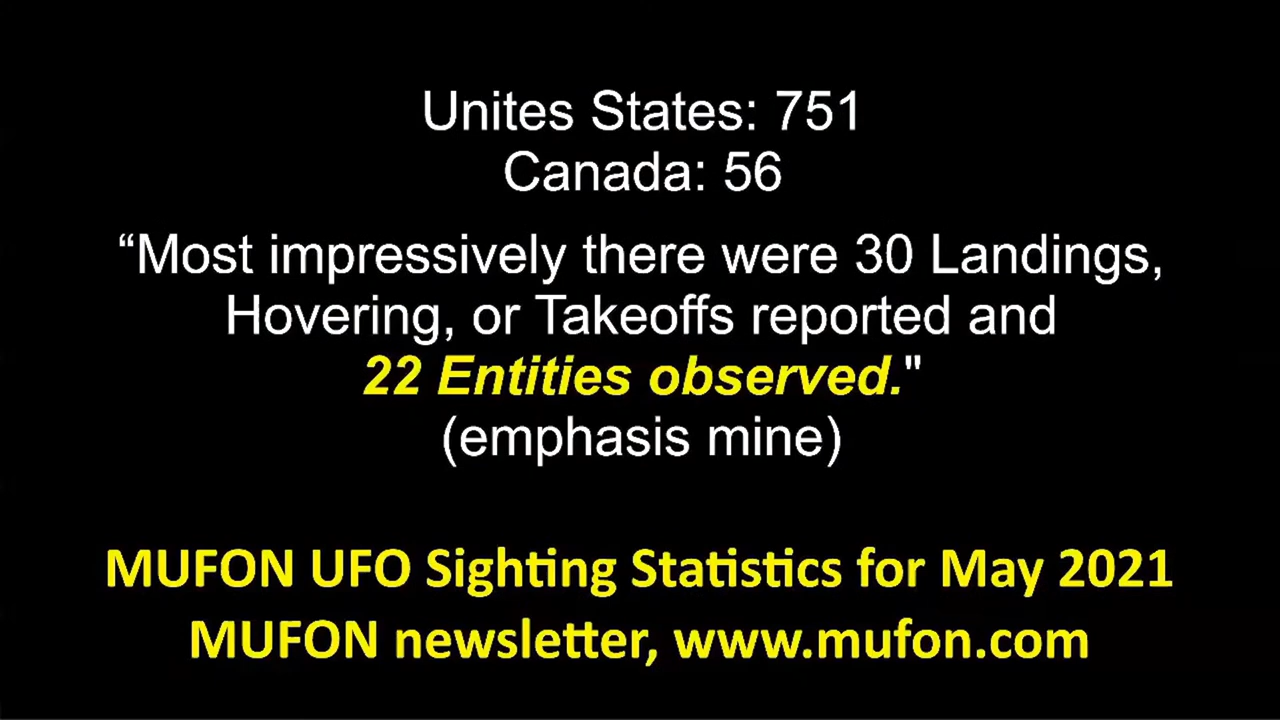 Unites States: 751
Canada: 56
“Most impressively there were 30 Landings,
Hovering, or Takeoffs reported and
22 Entities observed."
(emphasis mine)
MUFON UFO Sighting Statistics for May 2021
MUFON newsletter, www.mufon.com